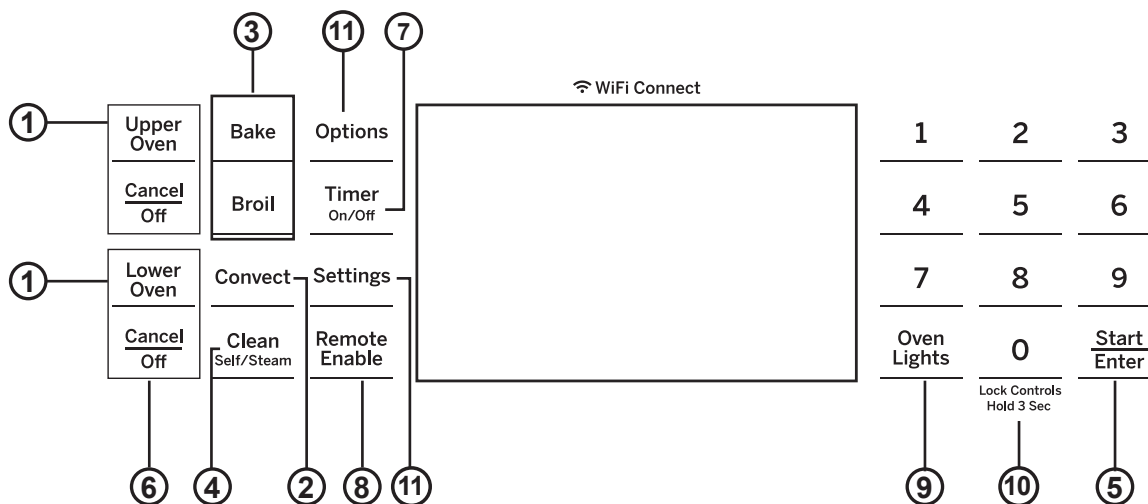 3
11
7
WiFi Connect
1
Upper
Oven
Bake
Options
1
2
3
Cancel
Off
Broil
Timer
On/Off
4
5
6
1
Lower
Oven
Convect
Settings
7
8
9
Cancel
Off
Clean
Self/Steam
Remote
Enable
Oven
Lights
0
Start
Enter
Lock Controls
Hold 3 Sec
6
4
2
8
11
9
10
5